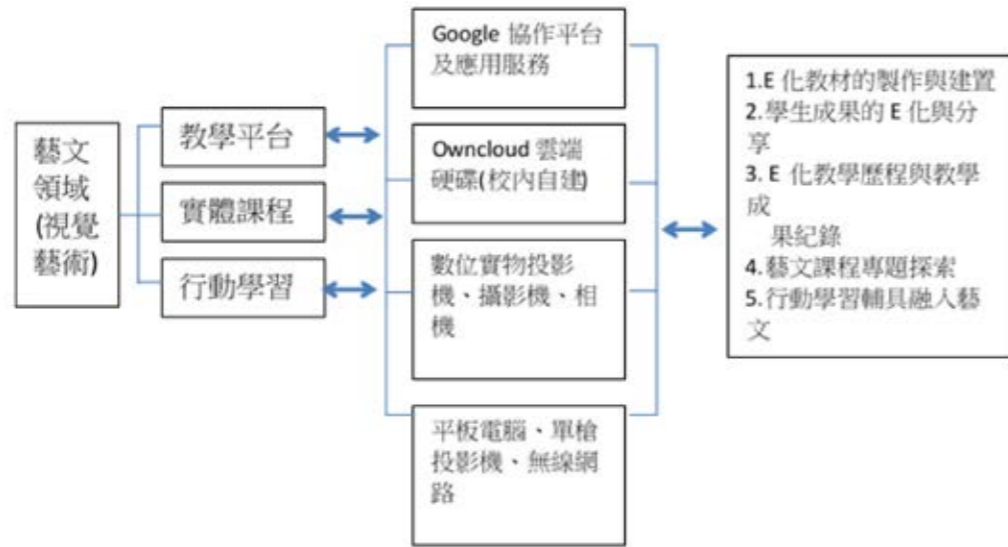 藝文
領域
(視覺
藝術)
教學平台
實體課程
行動學習
Google 協作平台
及應用服務
Owncloud 雲端
硬碟(校內自建)
數位實物投影
機、攝影機、相
機
平板電腦、單槍
投影機、無線網
路
1.E 化教材的製作與建置
2.學生成果的 E 化與分
享
3. E 化教學歷程與教學
成
果紀錄
4.藝文課程專題探索
5.行動學習輔具融入藝
文